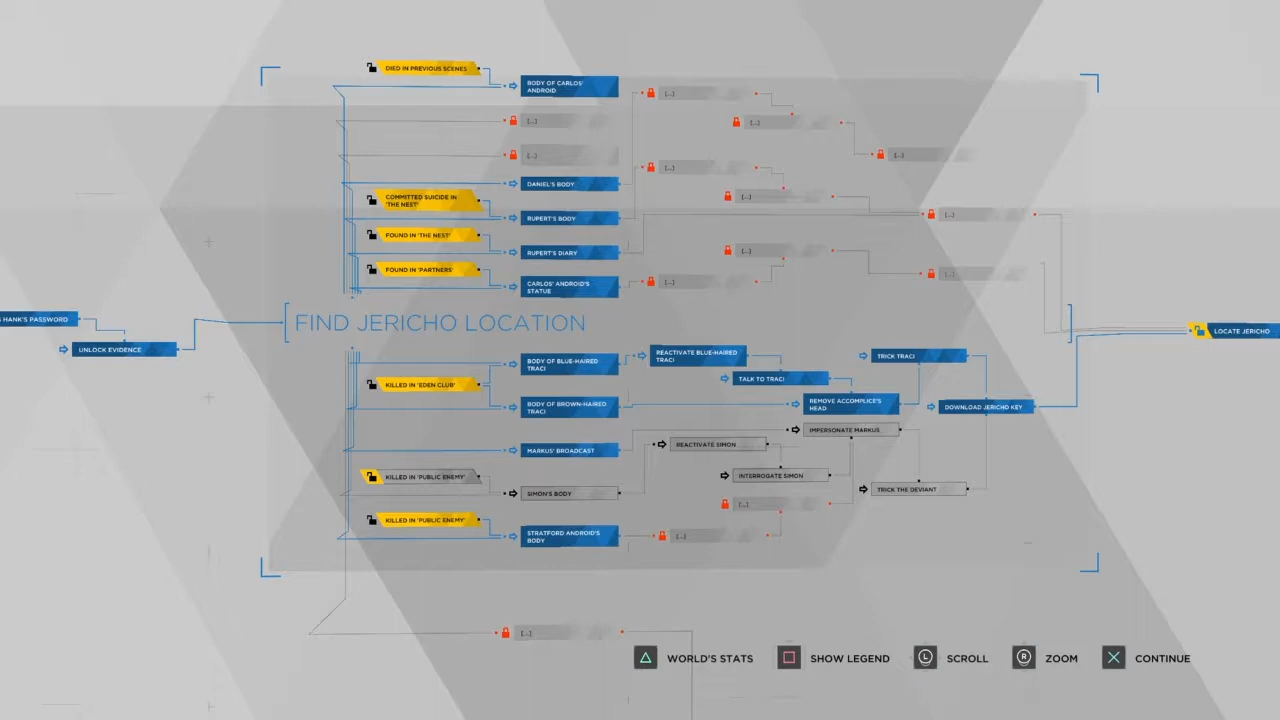 DIED IN PREVIOUS SCENES
BODY OF CARLOS'
ANDROID
[...]
[...]
[...]
[...]
[...]
[...]
DANIEL'S BODY
COMMITTED SUICIDE IN
'THE NEST'
[...]
RUPERT'S BODY
[...]
FOUND IN 'THE NEST'
RUPERT'S DIARY
[...]
FOUND IN 'PARTNERS'
[...]
CARLOS' ANDROID'S
STATUE
[...]
HANK'S PASSWORD
UNLOCK EVIDENCE
FIND JERICHO LOCATION
LOCATE JERICHO
BODY OF BLUE-HAIRED
TRACI
REACTIVATE BLUE-HAIRED
TRACI
TRICK TRACI
KILLED IN 'EDEN CLUB'
TALK TO TRACI
BODY OF BROWN-HAIRED
TRACI
REMOVE ACCOMPLICE'S
HEAD
DOWNLOAD JERICHO KEY
IMPERSONATE MARKUS
MARKUS' BROADCAST
REACTIVATE SIMON
KILLED IN 'PUBLIC ENEMY'
INTERROGATE SIMON
SIMON'S BODY
TRICK THE DEVIANT
[...]
KILLED IN 'PUBLIC ENEMY'
STRATFORD ANDROID'S
BODY
[...]
[...]
WORLD'S STATS
SHOW LEGEND
L
SCROLL
R
ZOOM
CONTINUE